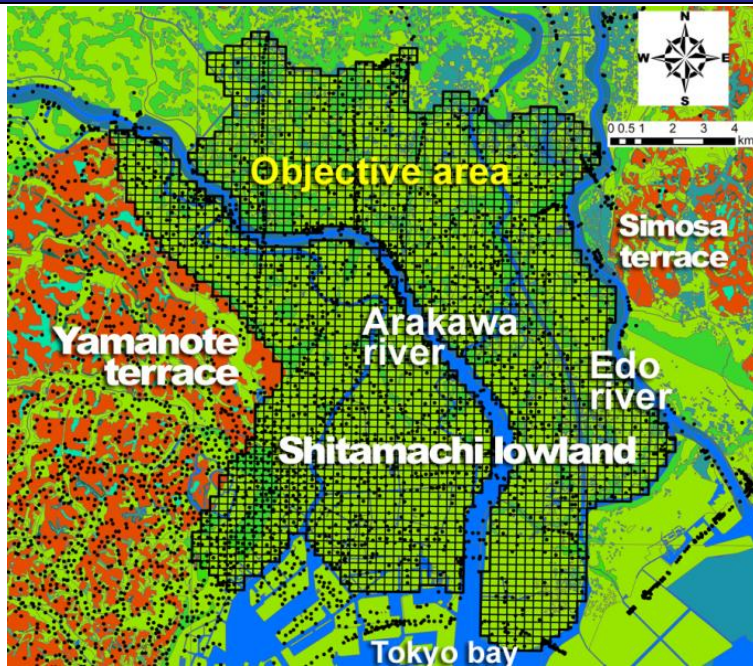 N
W E
S
0 0.5 1 2 3 4
km
Objective area
Simosa
terrace
Yamanote
terrace
Arakawa
river
Edo
river
Shitamachi lowland
Tokyo bay